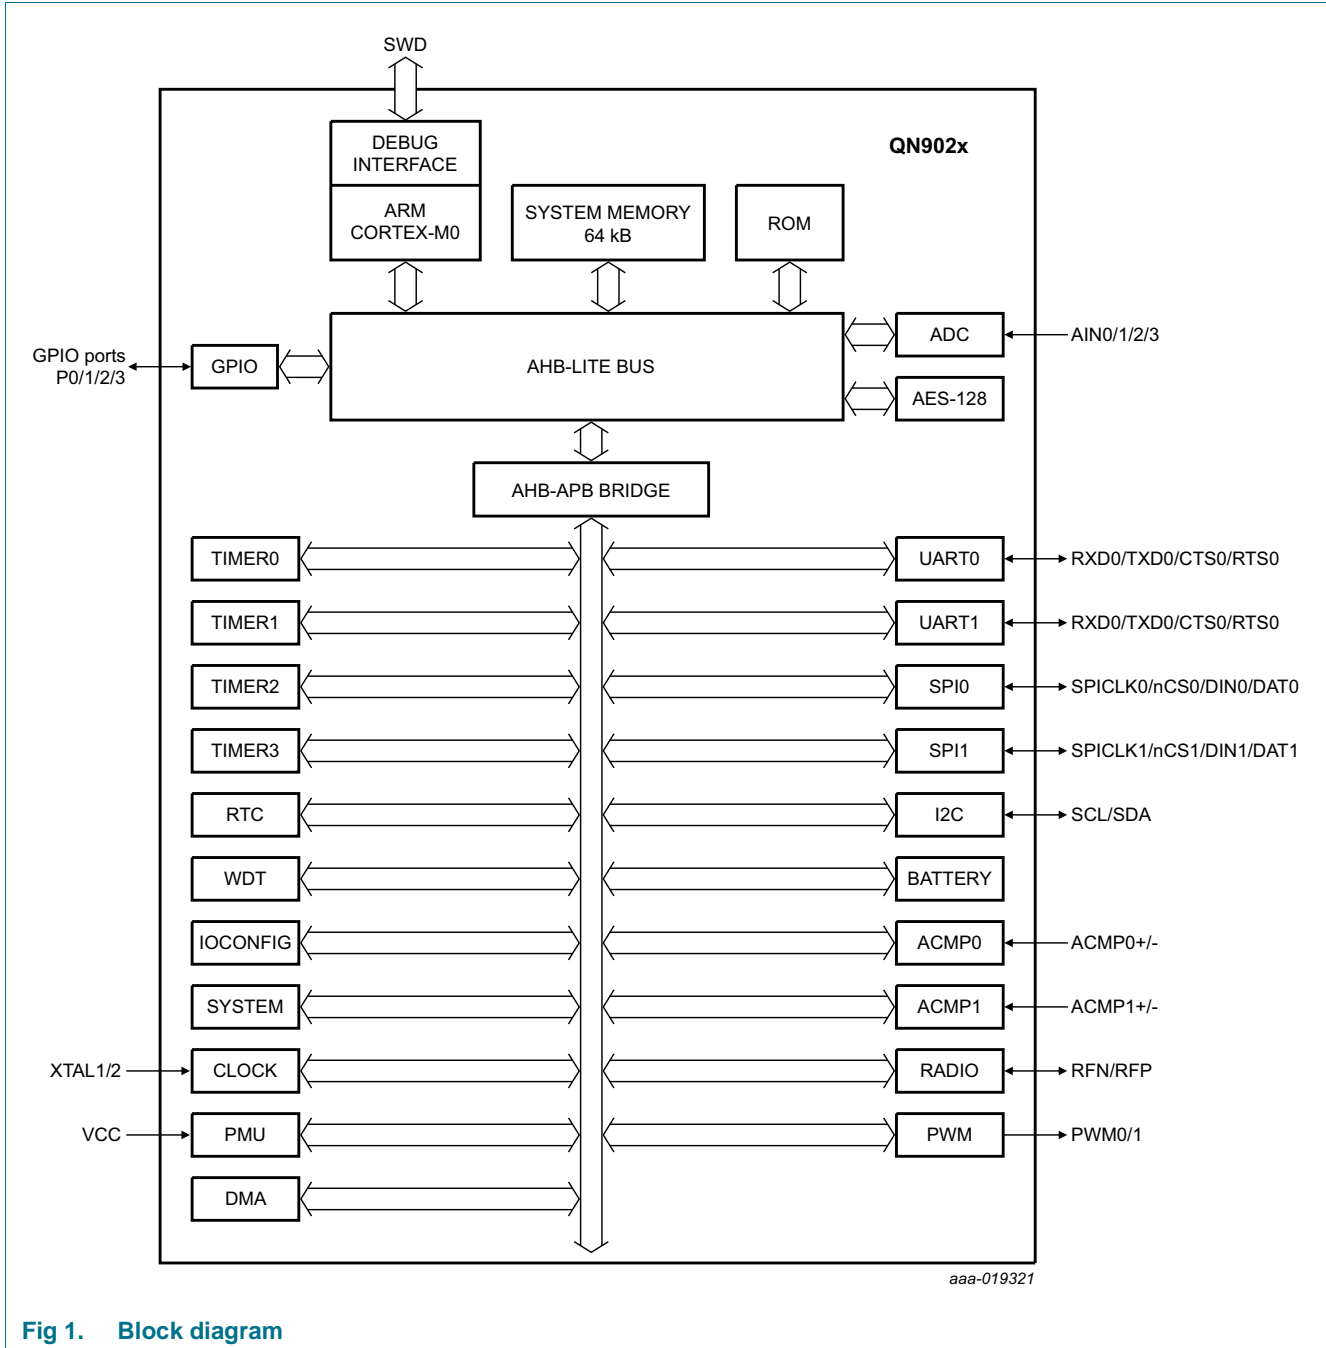 SWD
QN902x
DEBUG
INTERFACE
ARM
CORTEX-M0
SYSTEM MEMORY
64 kB
ROM
GPIO ports
P0/1/2/3
GPIO
AHB-LITE BUS
ADC
AIN0/1/2/3
AES-128
AHB-APB BRIDGE
TIMER0
UART0
RXD0/TXD0/CTS0/RTS0
TIMER1
UART1
RXD0/TXD0/CTS0/RTS0
TIMER2
SPI0
SPICLK0/nCS0/DIN0/DAT0
TIMER3
SPI1
SPICLK1/nCS1/DIN1/DAT1
RTC
I2C
SCL/SDA
WDT
BATTERY
IOCONFIG
ACMP0
ACMP0+/-
SYSTEM
ACMP1
ACMP1+/-
XTAL1/2
CLOCK
RADIO
RFN/RFP
VCC
PMU
PWM
PWM0/1
DMA
aaa-019321
Fig 1. Block diagram